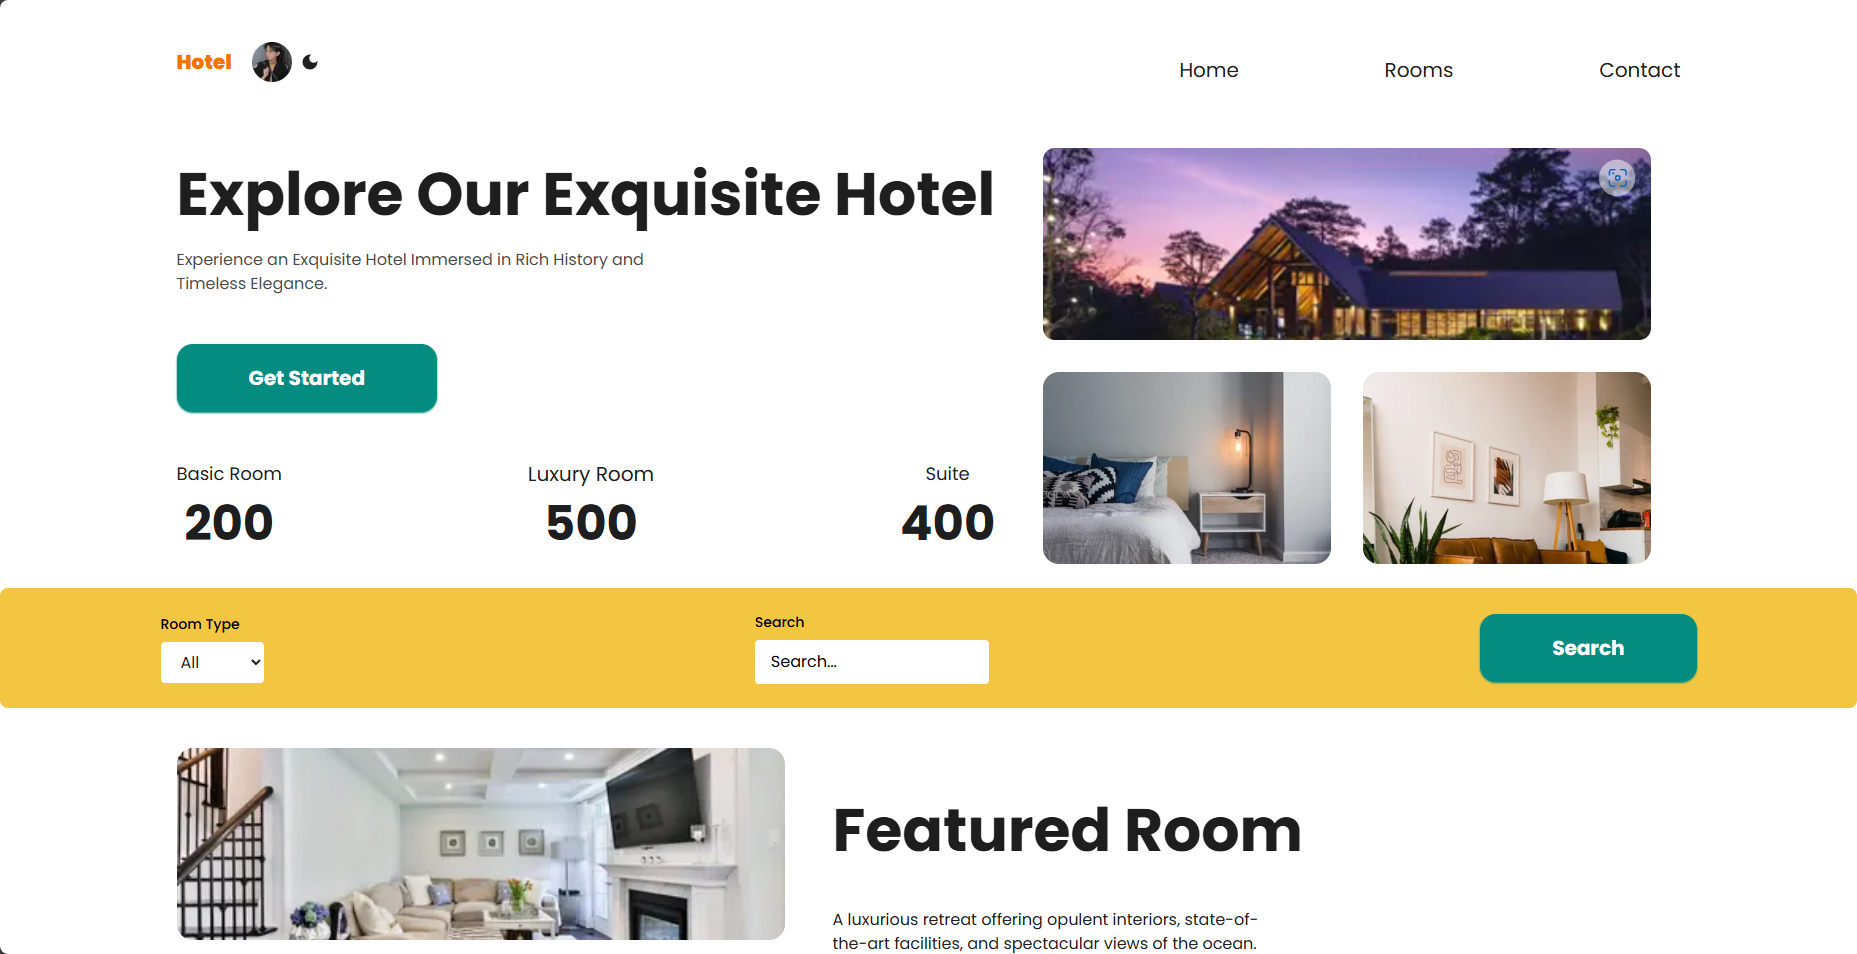 Hotel
Home Rooms Contact
Explore Our Exquisite Hotel
Experience an Exquisite Hotel Immersed in Rich History and
Timeless Elegance.
Get Started
Basic Room Luxury Room Suite
200 500 400
Room Type
All
Search
Search...
Search
Featured Room
A luxurious retreat offering opulent interiors, state-of-
the-art facilities, and spectacular views of the ocean.